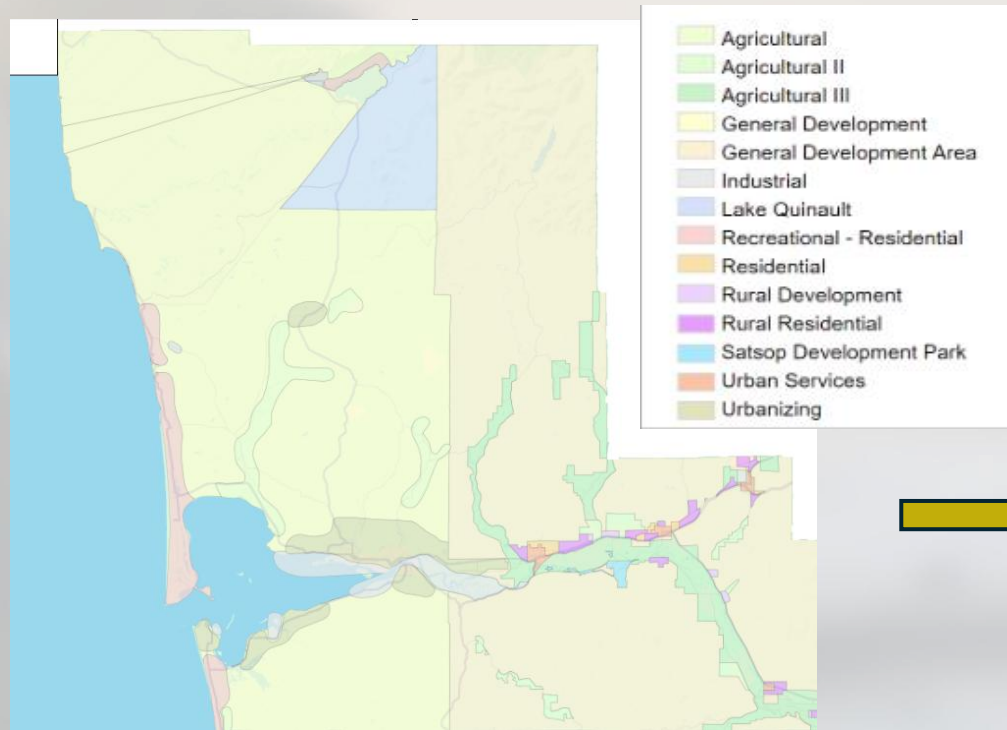 Agricultural
Agricultural II
Agricultural III
General Development
General Development Area
Industrial
Lake Quinault
Recreational - Residential
Residential
Rural Development
Rural Residential
Satsop Development Park
Urban Services
Urbanizing